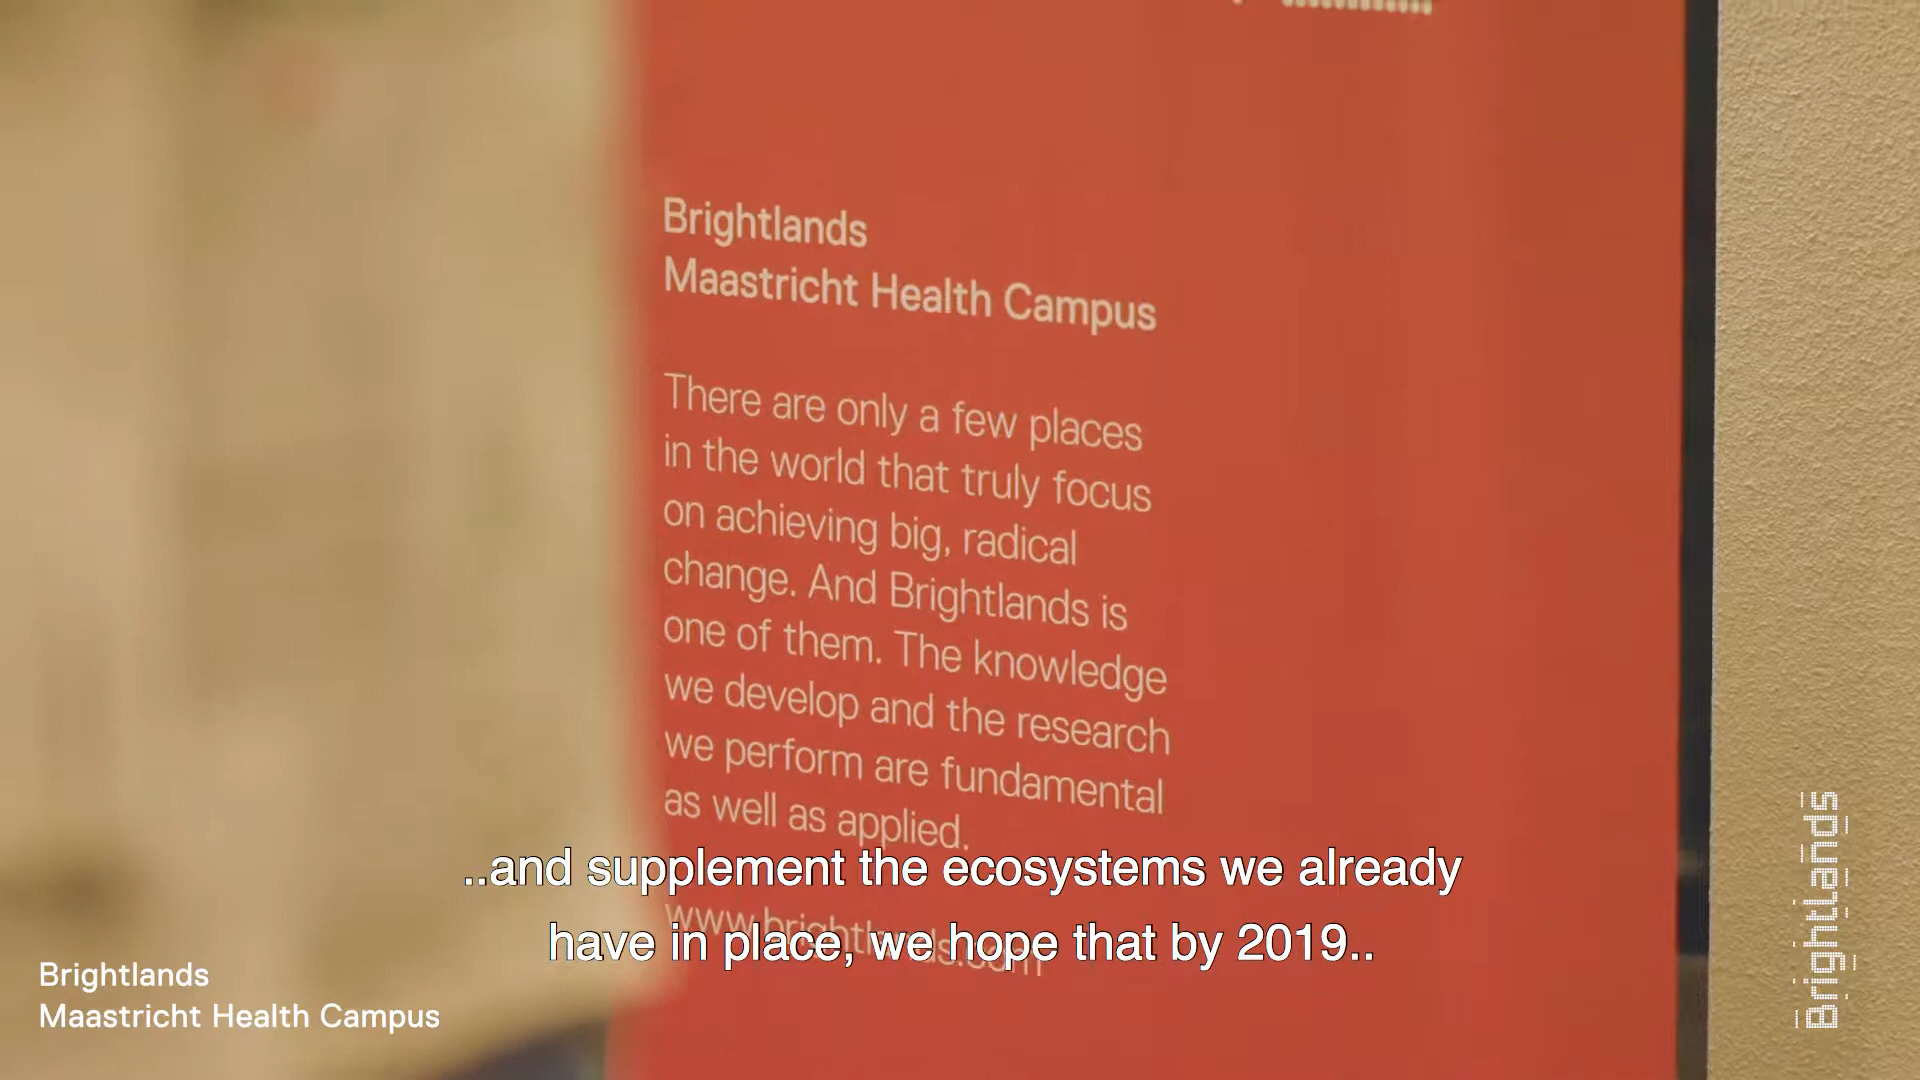 Brightlands
Maastricht Health Campus
There are only a few places
in the world that truly focus
on achieving big, radical
change. And Brightlands is
one of them. The knowledge
we develop and the research
we perform are fundamental
as well as applied.
www.brightlands.com
..and supplement the ecosystems we already
have in place, we hope that by 2019..
Brightlands
Maastricht Health Campus
Brightlands